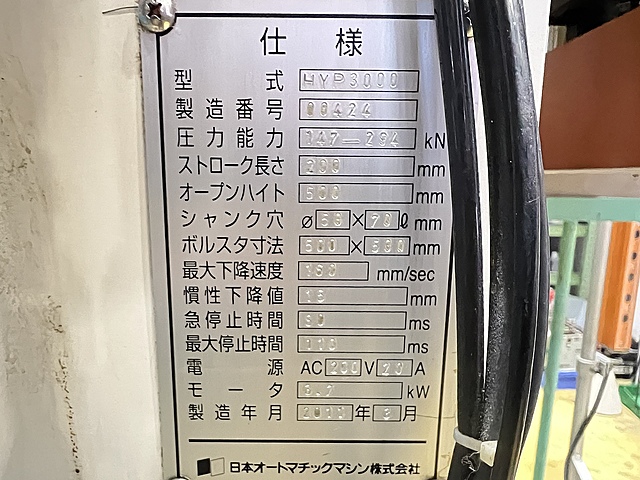 仕様
型式 HYP3000
製造番号 00424
圧力能力 147-294 kN
ストローク長さ 200 mm
オープンハイト 500 mm
シャンク穴 ø 50 × 70 ℓ mm
ボルスタ寸法 500 × 500 mm
最大下降速度 mm/sec
慣性下降値 15 mm
急停止時間 ms
最大停止時間 ms
電源 AC 200 V 20 A
モータ kW
製造年月 2011 年 月
日本オートマチックマシン株式会社